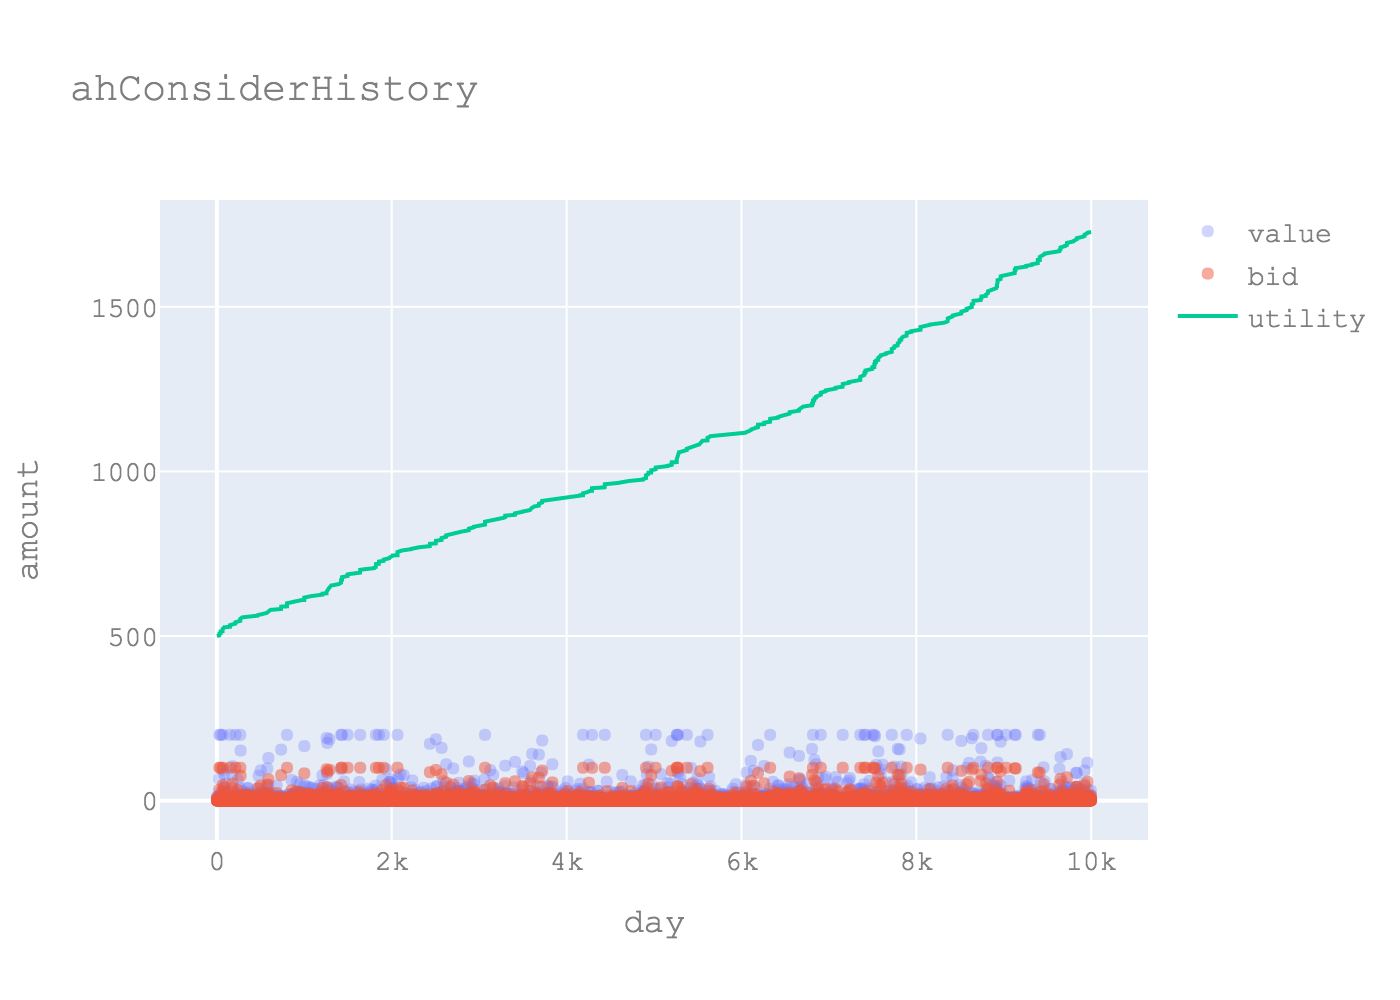 ahConsiderHistory
value
bid
utility
1500
1000
500
0
amount
0 2k 4k 6k 8k 10k
day